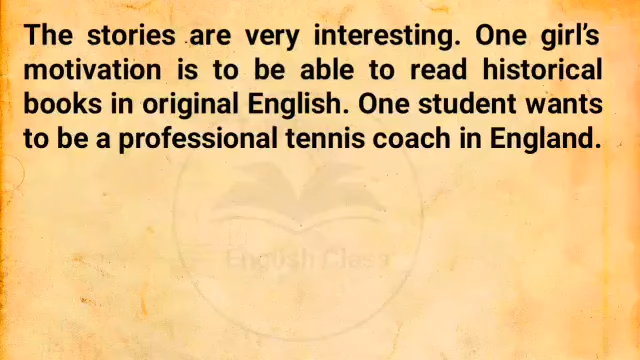 The stories are very interesting. One girl’s
motivation is to be able to read historical
books in original English. One student wants
to be a professional tennis coach in England.
English Class